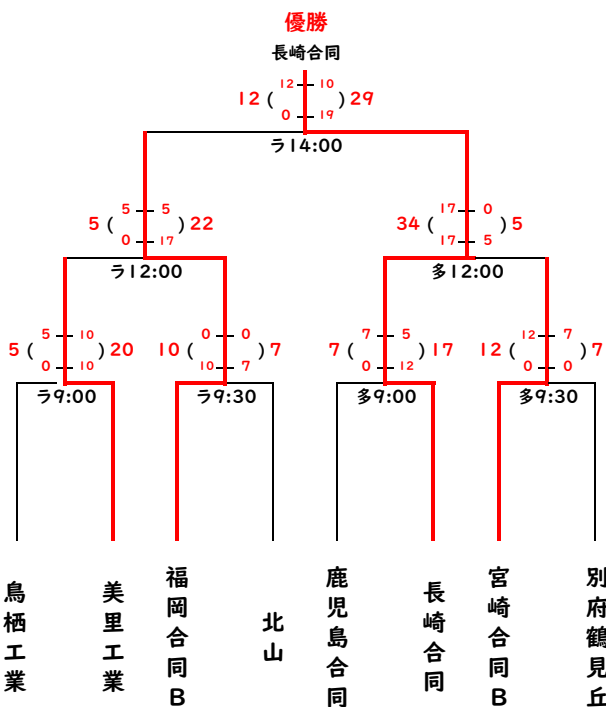 優勝
長崎合同
12 10
12 ( ) 29
0 19
ラ14:00
5 5 17 0
5 ( ) 22 34 ( ) 5
0 17 17 5
ラ12:00 多12:00
5 10 0 0 7 5 12 7
5 ( ) 20 10 ( ) 7 7 ( ) 17 12 ( ) 7
0 10 10 7 0 12 0 0
ラ9:00 ラ9:30 多9:00 多9:30
鳥栖工業
美里工業
福岡合同B
北山
鹿児島合同
長崎合同
宮崎合同B
別府鶴見丘